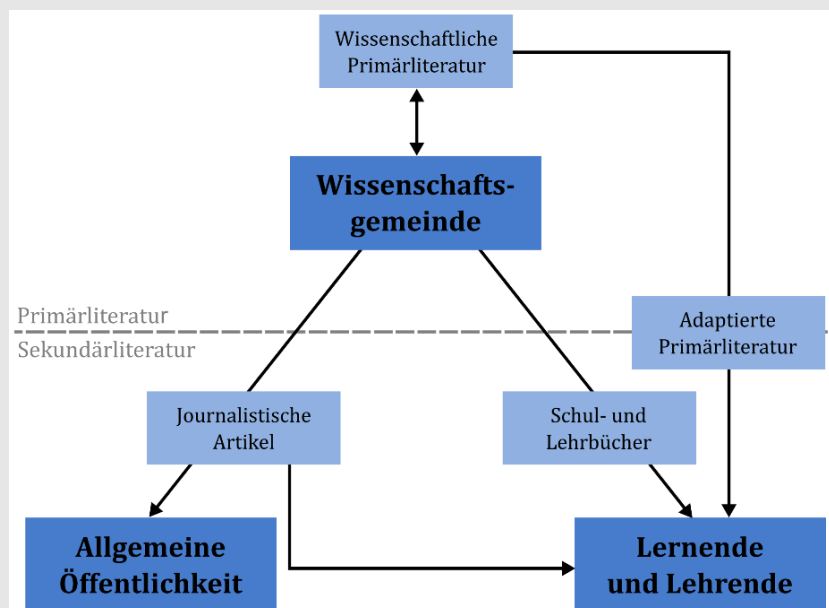 Wissenschaftliche
Primärliteratur
Wissenschafts-
gemeinde
Primärliteratur
Sekundärliteratur
Adaptierte
Primärliteratur
Journalistische
Artikel
Schul- und
Lehrbücher
Allgemeine
Öffentlichkeit
Lernende
und Lehrende